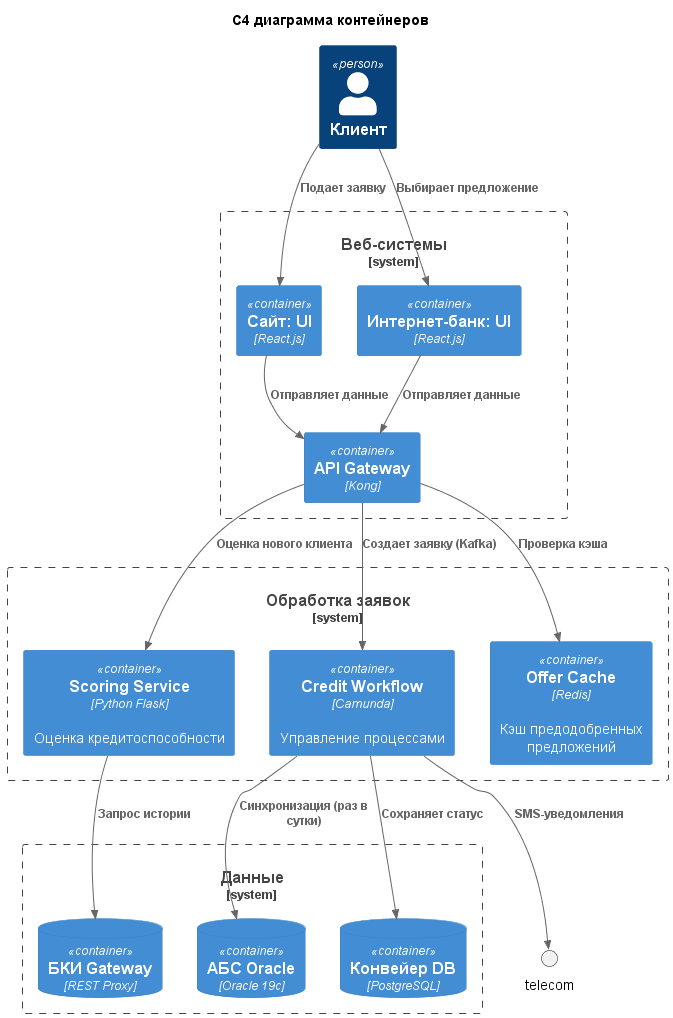 C4 диаграмма контейнеров
«person»
Клиент
Подает заявку
Выбирает предложение
Веб-системы
[system]
«container»
Сайт: UI
[React.js]
«container»
Интернет-банк: UI
[React.js]
Отправляет данные
Отправляет данные
«container»
API Gateway
[Kong]
Оценка нового клиента
Создает заявку (Kafka)
Проверка кэша
Обработка заявок
[system]
«container»
Scoring Service
[Python Flask]
Оценка кредитоспособности
«container»
Credit Workflow
[Camunda]
Управление процессами
«container»
Offer Cache
[Redis]
Кэш предодобренных
предложений
Запрос истории
Синхронизация (раз в
сутки)
Сохраняет статус
SMS-уведомления
Данные
[system]
«container»
БКИ Gateway
[REST Proxy]
«container»
АБС Oracle
[Oracle 19c]
«container»
Конвейер DB
[PostgreSQL]
telecom